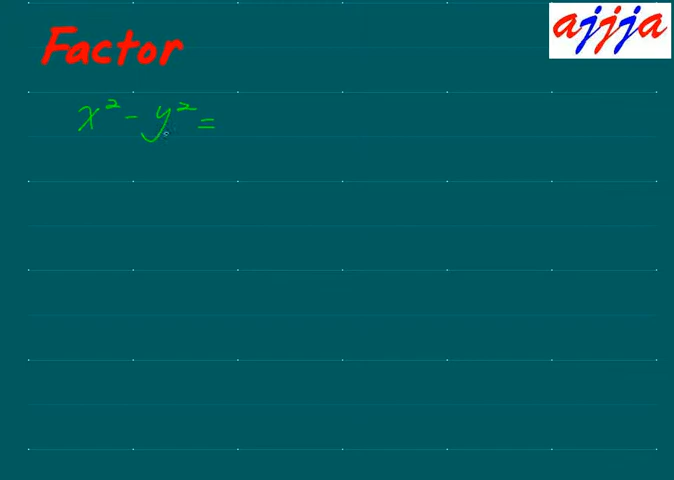 ajjja
Factor
x² - y² =